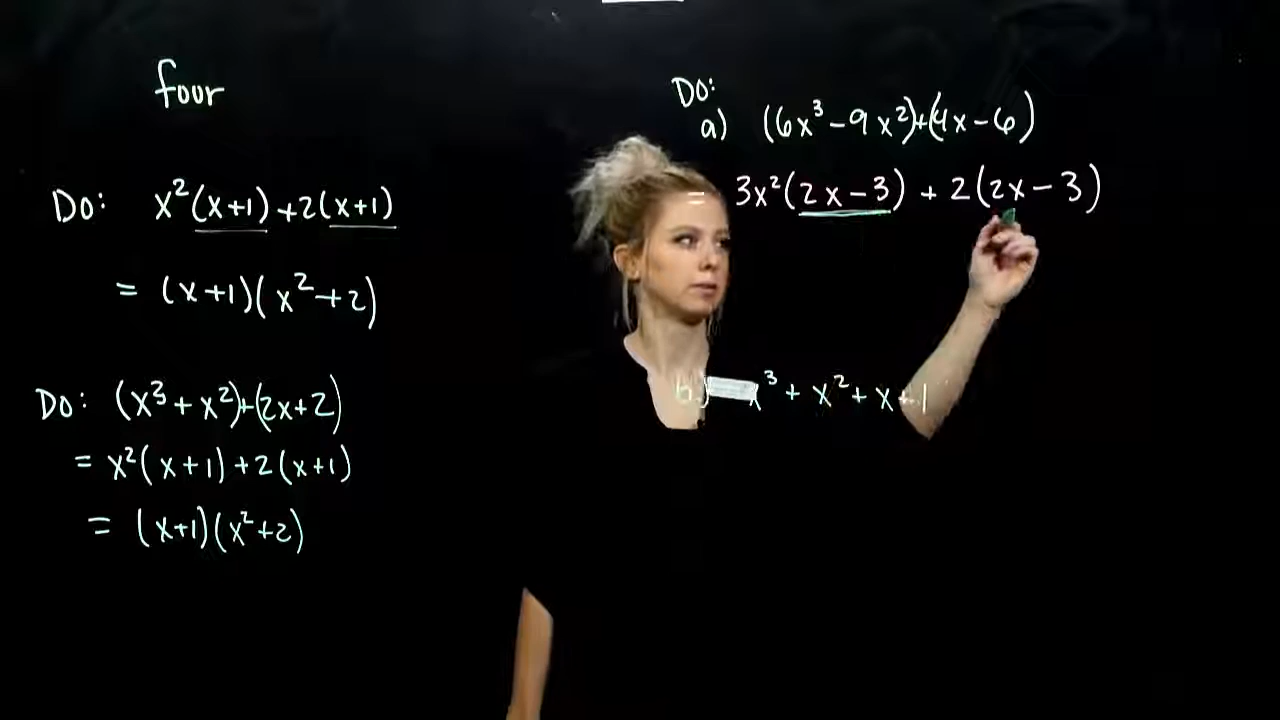 four
Do: x²(x+1)+2(x+1)
= (x+1)(x²+2)
Do: (x³+x²)+(2x+2)
= x²(x+1)+2(x+1)
= (x+1)(x²+2)
Do:
a) (6x³-9x²)+(4x-6)
= 3x²(2x-3) + 2(2x-3)
b) x³ + x² + x + 1